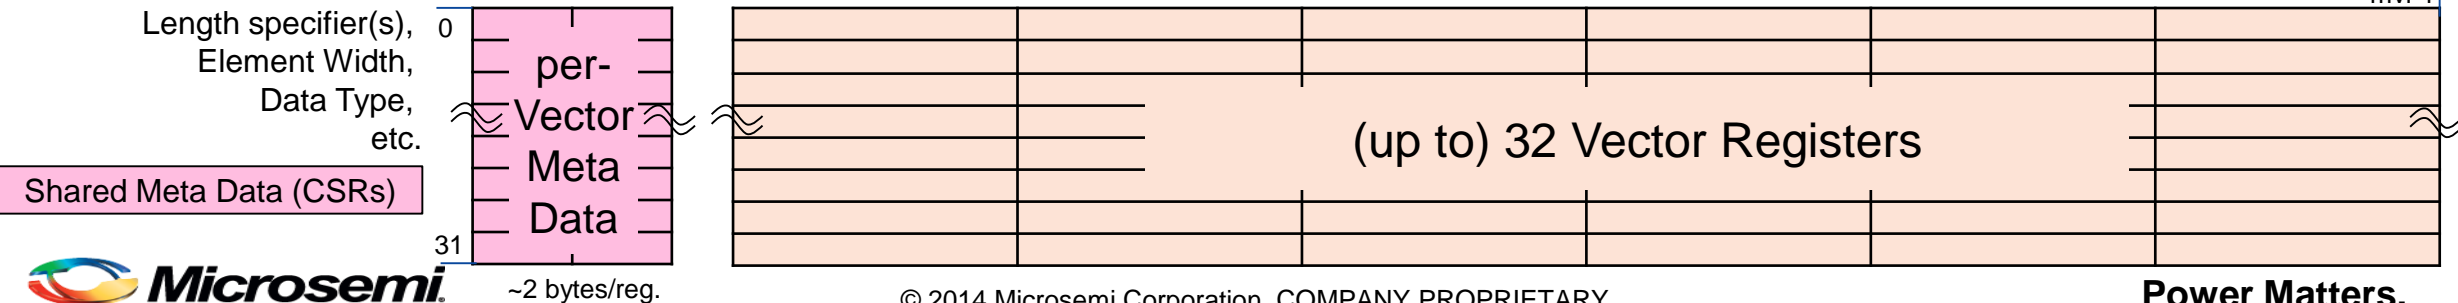 Length specifier(s),
Element Width,
Data Type,
etc.
Shared Meta Data (CSRs)
0
31
per-
Vector
Meta
Data
~2 bytes/reg.
(up to) 32 Vector Registers
Microsemi.
© 2014 Microsemi Corporation. COMPANY PROPRIETARY
Power Matters.